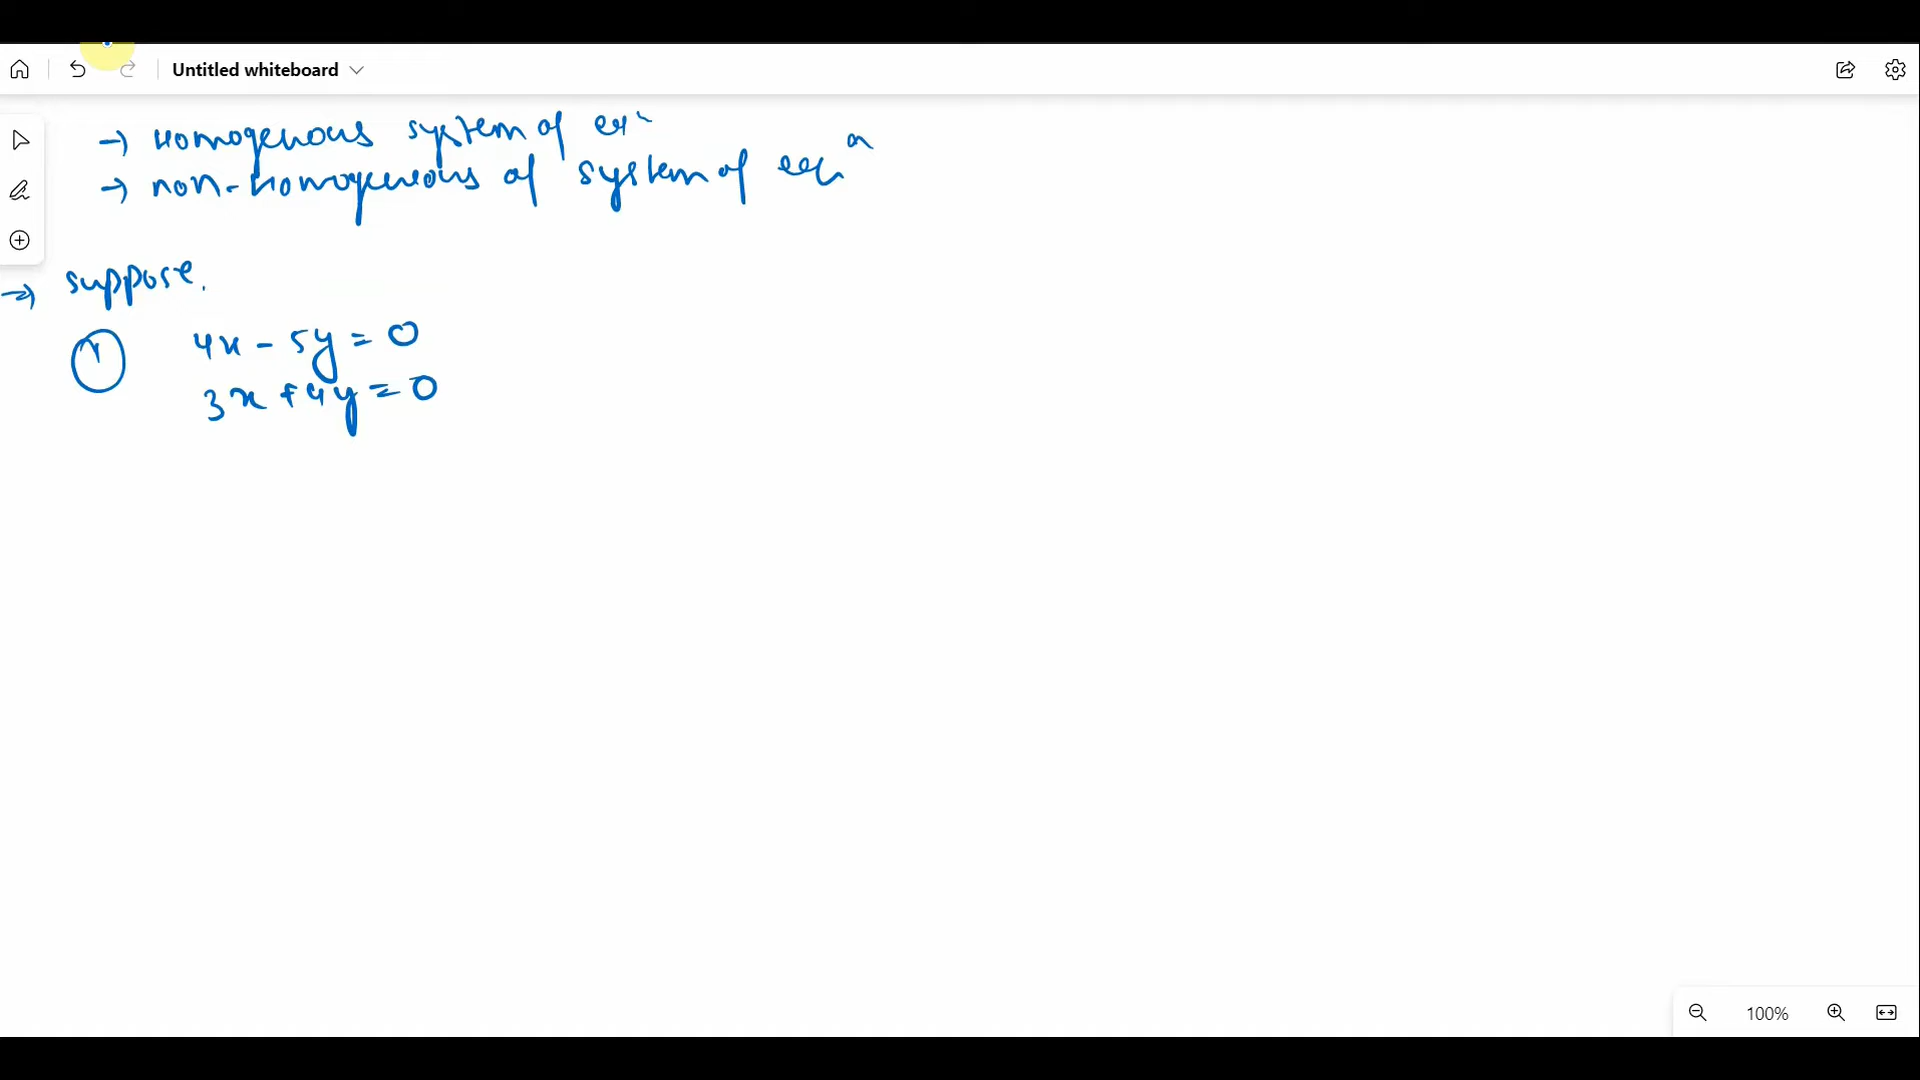 Untitled whiteboard
→ Homogenous system of eqn
→ non-homogeneous of system of eqn
→ suppose.
① 4x - 5y = 0
3x + 4y = 0
100%